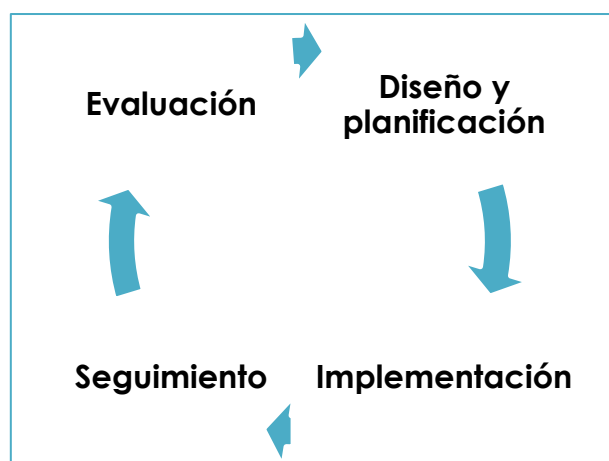 Evaluación
Diseño y
planificación
Seguimiento
Implementación